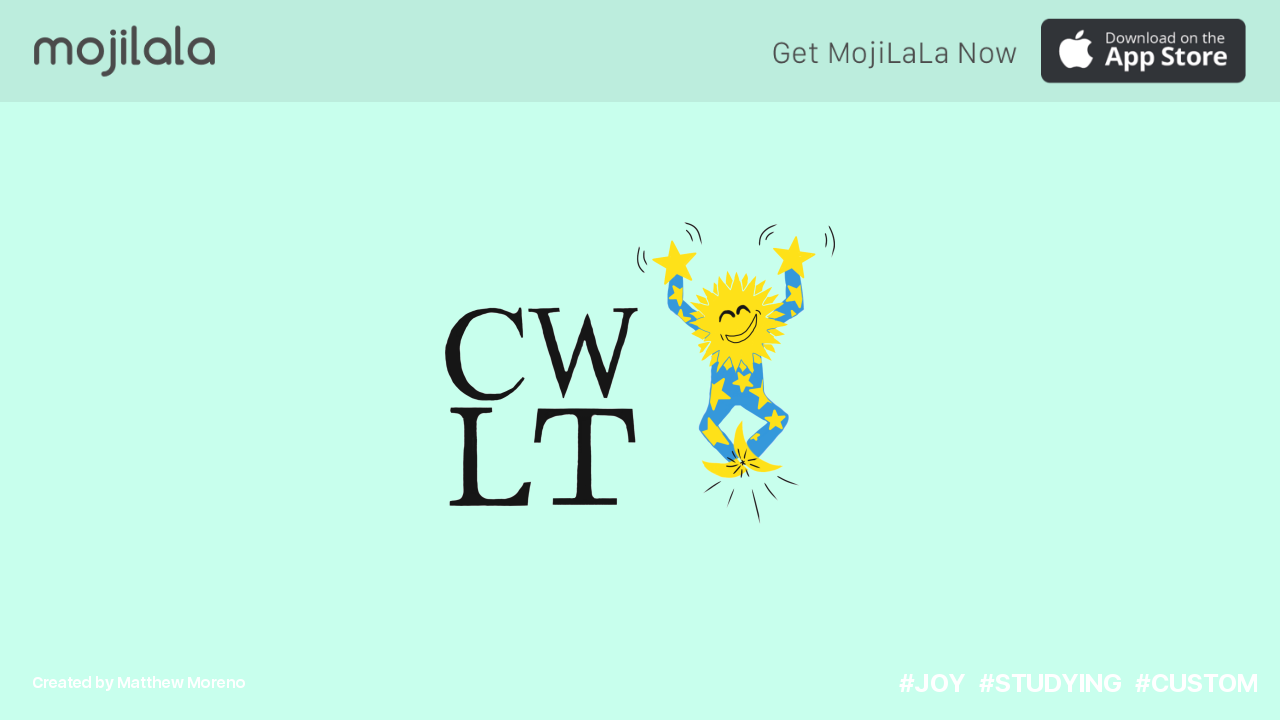 mojilala
Get MojiLaLa Now
Download on the
App Store
CW
LT
Created by Matthew Moreno
#JOY #STUDYING #CUSTOM